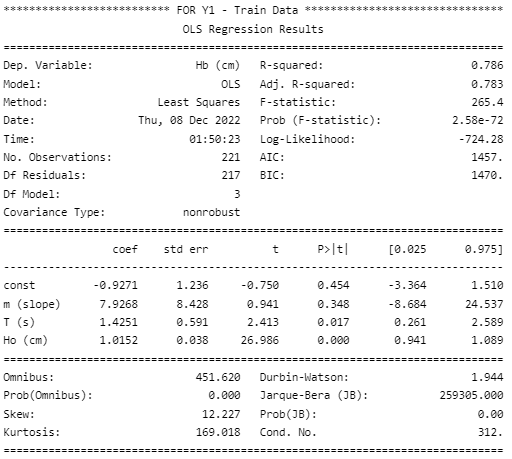 ************************** FOR Y1 - Train Data *******************************
OLS Regression Results
==============================================================================
Dep. Variable: Hb (cm) R-squared: 0.786
Model: OLS Adj. R-squared: 0.783
Method: Least Squares F-statistic: 265.4
Date: Thu, 08 Dec 2022 Prob (F-statistic): 2.58e-72
Time: 01:50:23 Log-Likelihood: -724.28
No. Observations: 221 AIC: 1457.
Df Residuals: 217 BIC: 1470.
Df Model: 3
Covariance Type: nonrobust
==============================================================================
coef std err t P>|t| [0.025 0.975]
------------------------------------------------------------------------------
const -0.9271 1.236 -0.750 0.454 -3.364 1.510
m (slope) 7.9268 8.428 0.941 0.348 -8.684 24.537
T (s) 1.4251 0.591 2.413 0.017 0.261 2.589
Ho (cm) 1.0152 0.038 26.986 0.000 0.941 1.089
==============================================================================
Omnibus: 451.620 Durbin-Watson: 1.944
Prob(Omnibus): 0.000 Jarque-Bera (JB): 259305.000
Skew: 12.227 Prob(JB): 0.00
Kurtosis: 169.018 Cond. No. 312.
==============================================================================